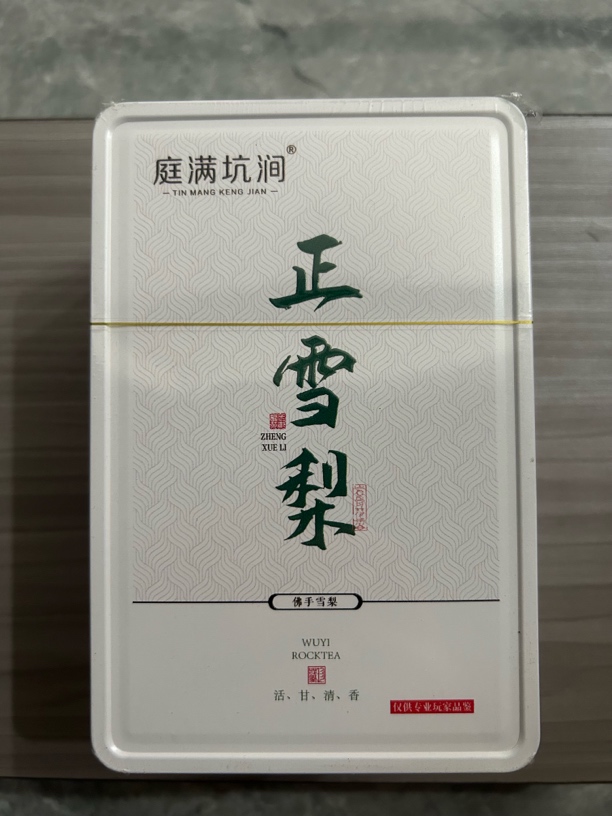 庭满坑涧®
TIN MANG KENG JIAN
正雪梨
ZHENG
XUE LI
佛手雪梨
WUYI
ROCKTEA
活、甘、清、香
仅供专业玩家品鉴